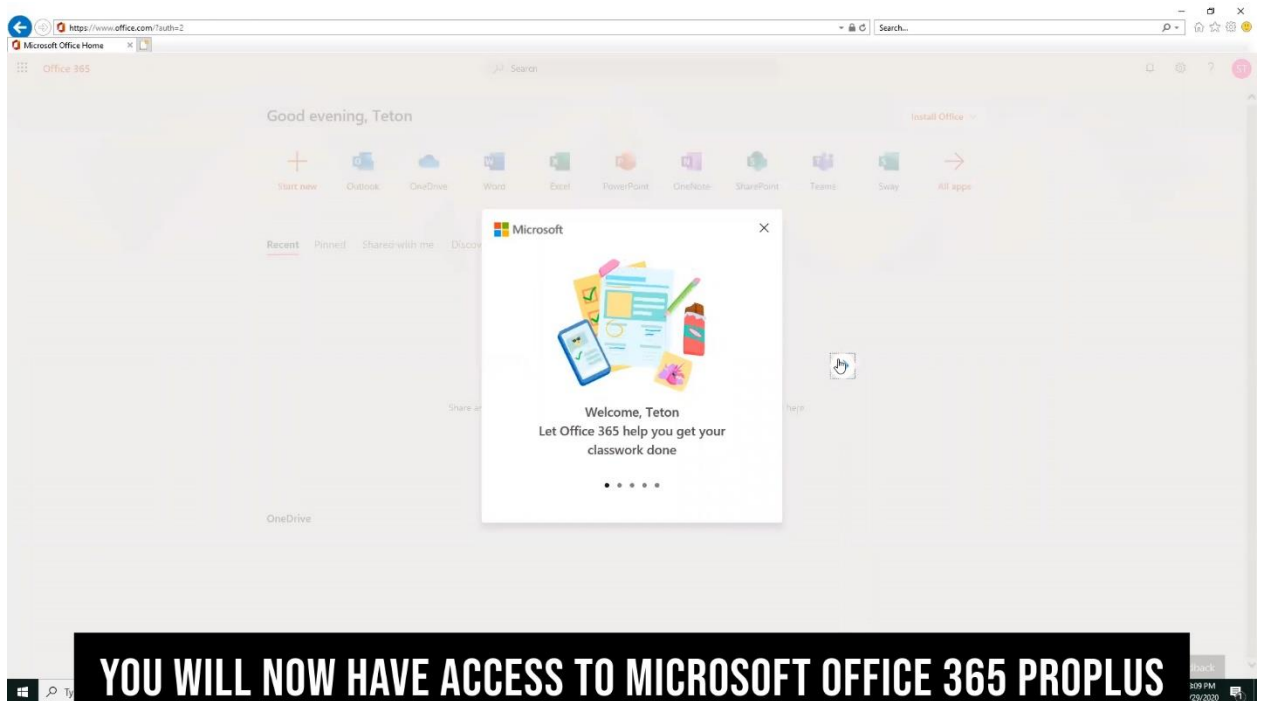 https://www.office.com/?auth=2
Search...
Microsoft Office Home
Office 365
Search
ST
Good evening, Teton
Install Office
Start new Outlook OneDrive Word Excel PowerPoint OneNote SharePoint Teams Sway All apps
Microsoft
Recent Pinned Shared with me
Welcome, Teton
Share
here
Let Office 365 help you get your
classwork done
OneDrive
YOU WILL NOW HAVE ACCESS TO MICROSOFT OFFICE 365 PROPLUS